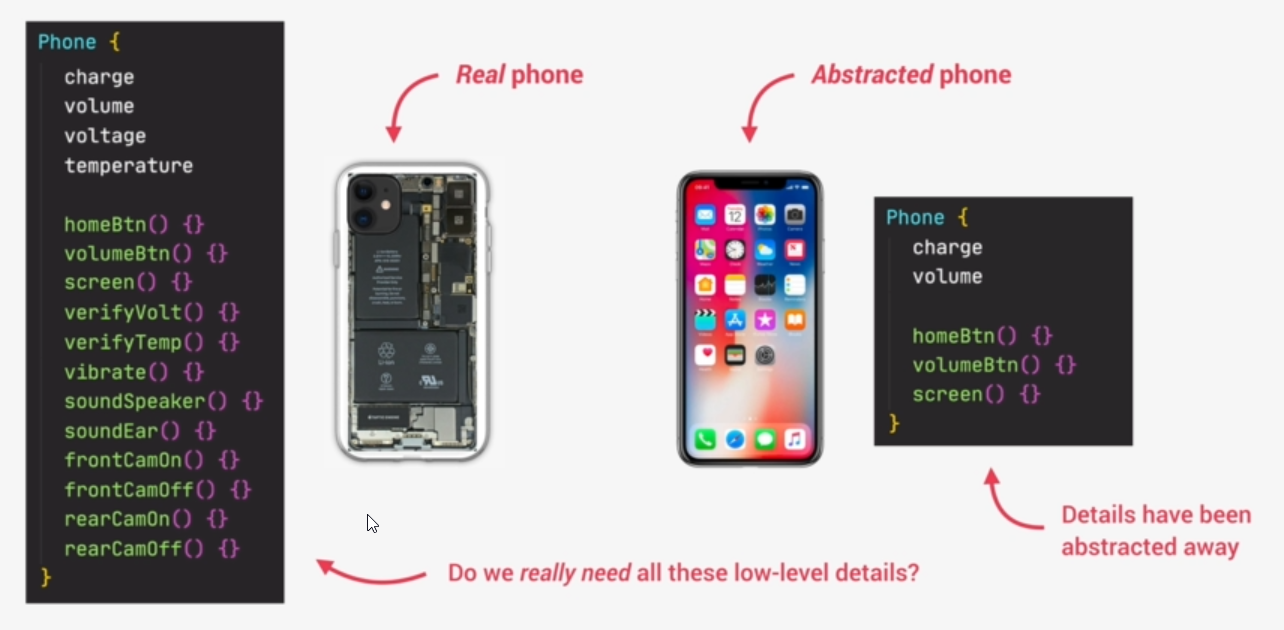 Phone {
charge
volume
voltage
temperature
homeBtn() {}
volumeBtn() {}
screen() {}
verifyVolt() {}
verifyTemp() {}
vibrate() {}
soundSpeaker() {}
soundEar() {}
frontCamOn() {}
frontCamOff() {}
rearCamOn() {}
rearCamOff() {}
}
Real phone
Abstracted phone
Phone {
charge
volume
homeBtn() {}
volumeBtn() {}
screen() {}
}
Do we really need all these low-level details?
Details have been
abstracted away
12